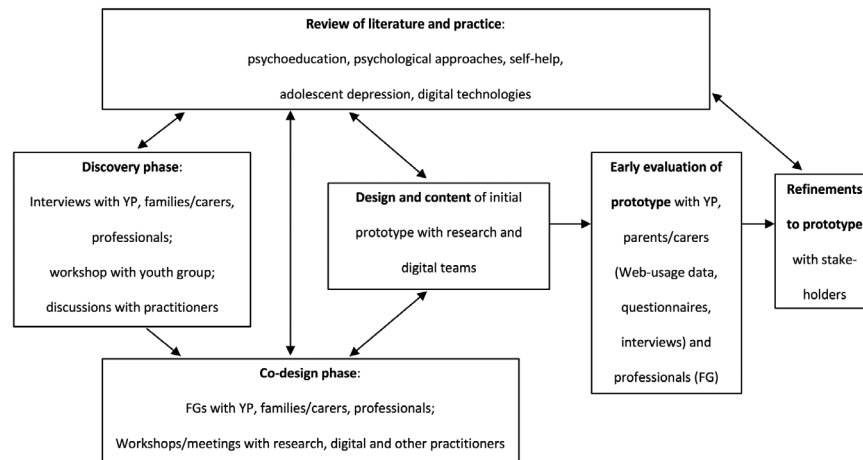 Review of literature and practice:
psychoeducation, psychological approaches, self-help,
adolescent depression, digital technologies
Discovery phase:
Interviews with YP, families/carers,
professionals;
workshop with youth group;
discussions with practitioners
Design and content of initial
prototype with research and
digital teams
Early evaluation of
prototype with YP,
parents/carers
(Web-usage data,
questionnaires,
interviews) and
professionals (FG)
Refinements
to prototype
with stake-
holders
Co-design phase:
FGs with YP, families/carers, professionals;
Workshops/meetings with research, digital and other practitioners